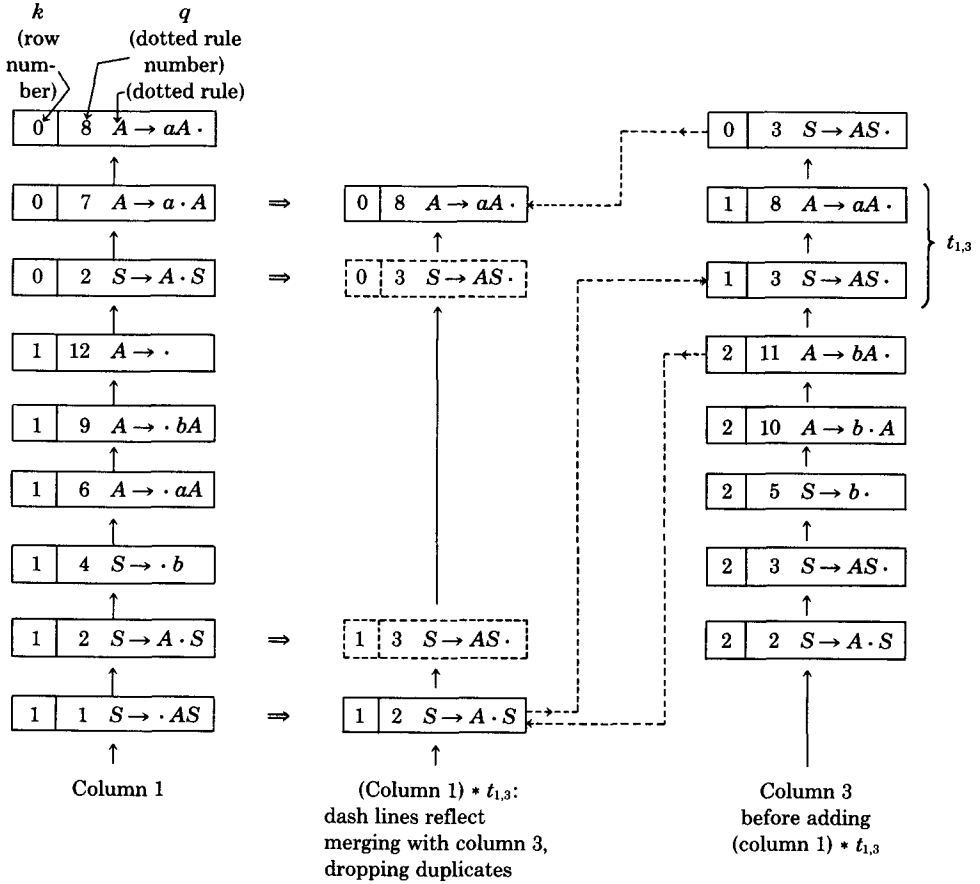 k
(row
num-
ber)
q
(dotted rule
number)
(dotted rule)
0 8 A → aA ·
0 7 A → a · A
0 2 S → A · S
1 12 A → ·
1 9 A → · bA
1 6 A → · aA
1 4 S → · b
1 2 S → A · S
1 1 S → · AS
Column 1
⇒
⇒
⇒
⇒
0 8 A → aA ·
0 3 S → AS ·
1 3 S → AS ·
1 2 S → A · S
(Column 1) * t1,3:
dash lines reflect
merging with column 3,
dropping duplicates
0 3 S → AS ·
1 8 A → aA ·
1 3 S → AS ·
t1,3
2 11 A → bA ·
2 10 A → b · A
2 5 S → b ·
2 3 S → AS ·
2 2 S → A · S
Column 3
before adding
(column 1) * t1,3